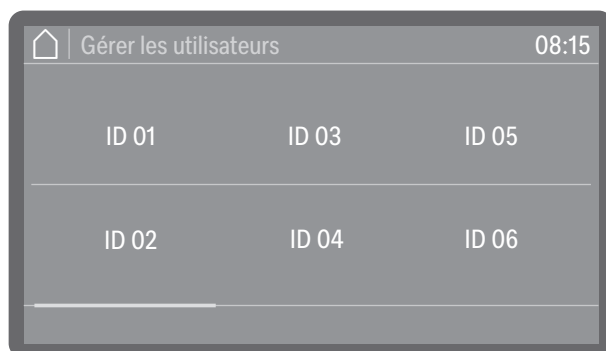 Gérer les utilisateurs 08:15
ID 01 ID 03 ID 05
ID 02 ID 04 ID 06